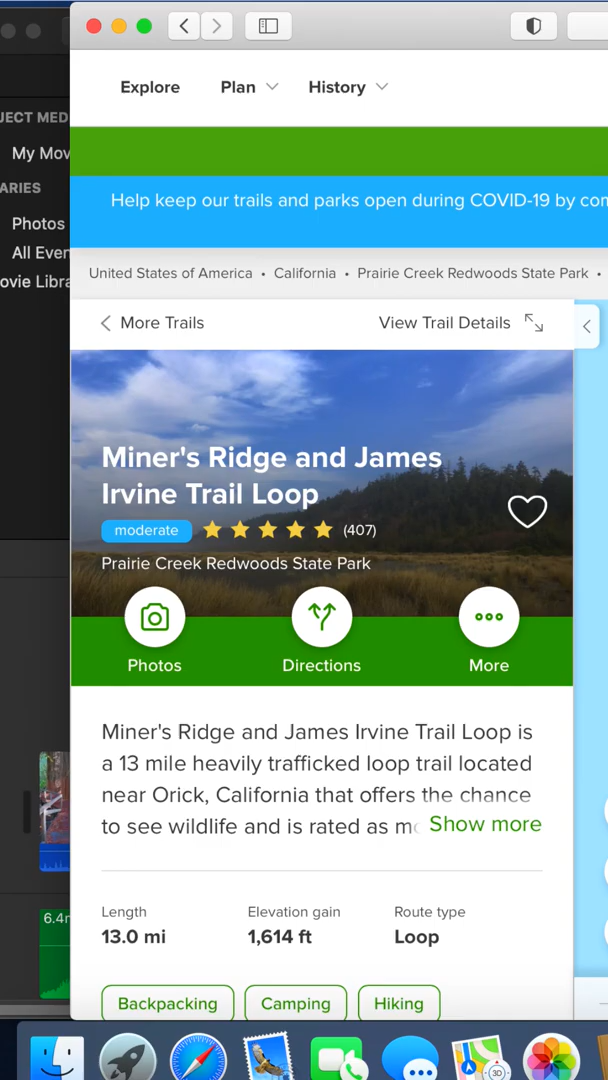 Explore Plan History
JECT MED
My Mov
ARIES
Photos
All Even
ovie Libra
Help keep our trails and parks open during COVID-19 by com
United States of America • California • Prairie Creek Redwoods State Park •
More Trails View Trail Details
Miner's Ridge and James
Irvine Trail Loop
moderate (407)
Prairie Creek Redwoods State Park
Photos Directions More
Miner's Ridge and James Irvine Trail Loop is
a 13 mile heavily trafficked loop trail located
near Orick, California that offers the chance
to see wildlife and is rated as mo Show more
Length Elevation gain Route type
13.0 mi 1,614 ft Loop
6.4m
Backpacking Camping Hiking
3D